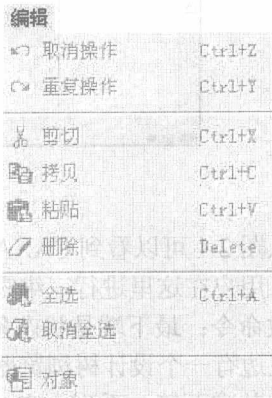 编辑
取消操作 Ctrl+Z
重复操作 Ctrl+Y
剪切 Ctrl+X
拷贝 Ctrl+C
粘贴 Ctrl+V
删除 Delete
全选 Ctrl+A
取消全选
对象